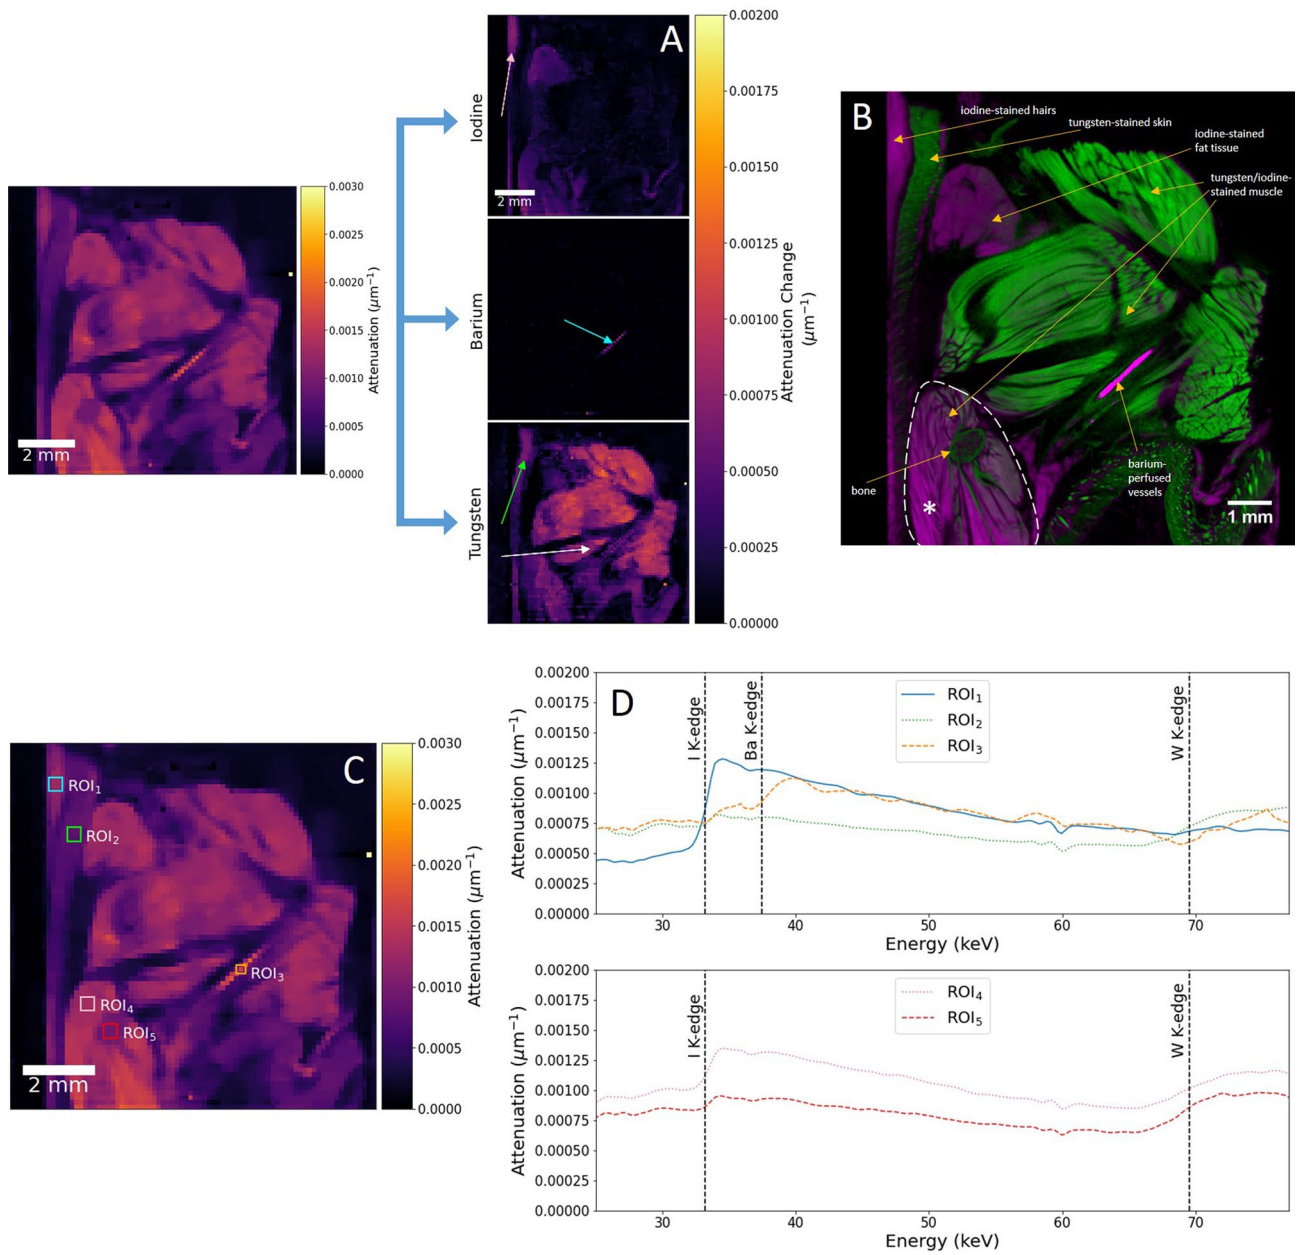 A
Iodine
Barium
Tungsten
2 mm
0.00200
0.00175
0.00150
0.00125
0.00100
0.00075
0.00050
0.00025
0.00000
Attenuation Change
(μm⁻¹)
0.0030
0.0025
0.0020
0.0015
0.0010
0.0005
0.0000
Attenuation (μm⁻¹)
2 mm
B
iodine-stained hairs
tungsten-stained skin
iodine-stained
fat tissue
tungsten/iodine-
stained muscle
bone
*
barium-
perfused
vessels
1 mm
C
ROI₁
ROI₂
ROI₃
ROI₄
ROI₅
2 mm
0.0030
0.0025
0.0020
0.0015
0.0010
0.0005
0.0000
Attenuation (μm⁻¹)
D
0.00200
0.00175
0.00150
0.00125
0.00100
0.00075
0.00050
0.00025
0.00000
Attenuation (μm⁻¹)
I K-edge
Ba K-edge
W K-edge
ROI₁
ROI₂
ROI₃
30
40
50
60
70
Energy (keV)
0.00200
0.00175
0.00150
0.00125
0.00100
0.00075
0.00050
0.00025
0.00000
Attenuation (μm⁻¹)
I K-edge
W K-edge
ROI₄
ROI₅
30
40
50
60
70
Energy (keV)